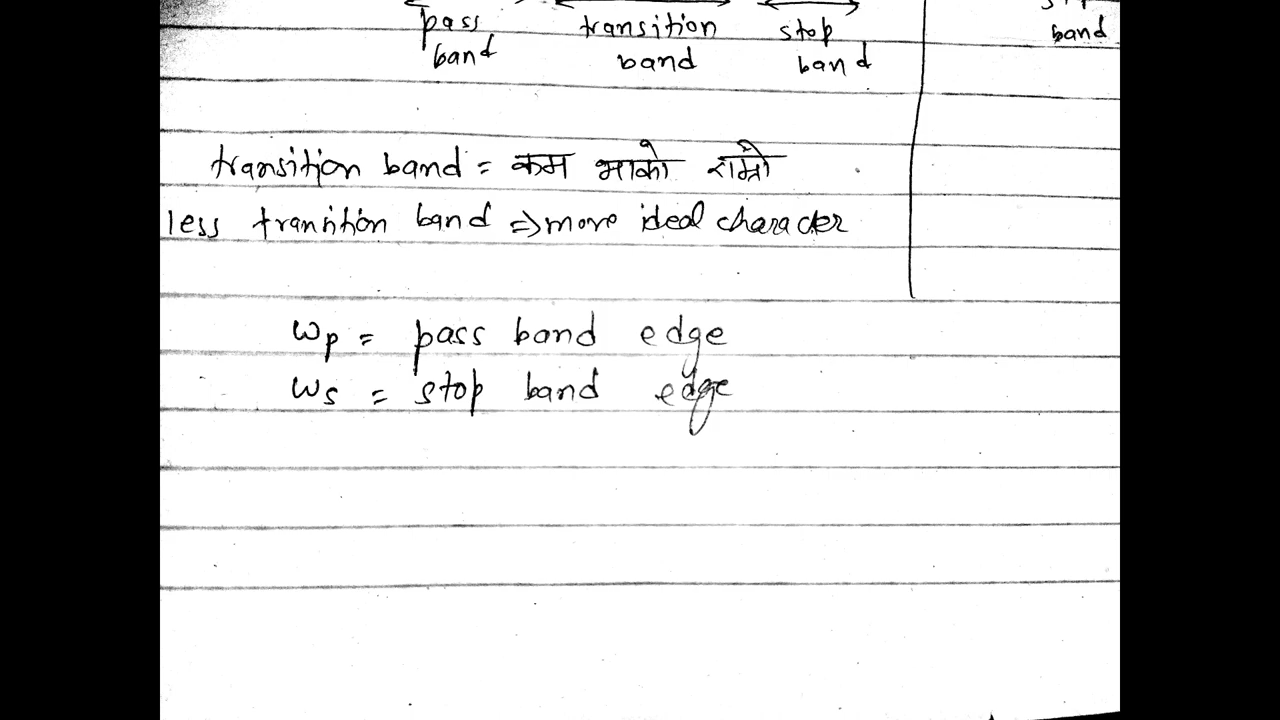 pass transition stop
band band band band
transition band = कम भाको राम्रो
less transition band => more ideal character
ωp = pass band edge
ωs = stop band edge